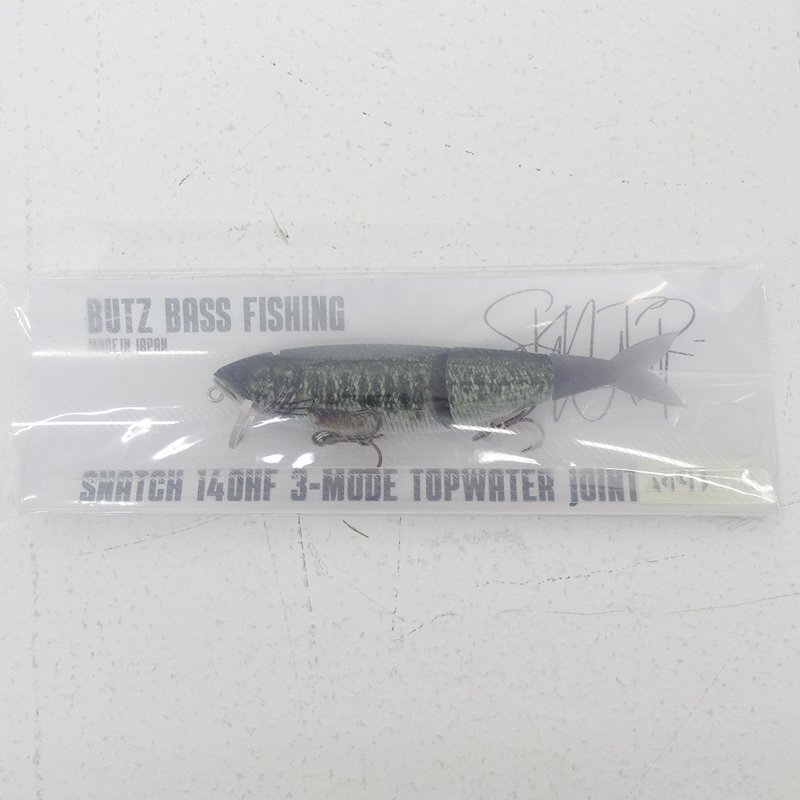 BUTZ BASS FISHING
MADE IN JAPAN
SNATCH 140HF 3-MODE TOPWATER JOINT